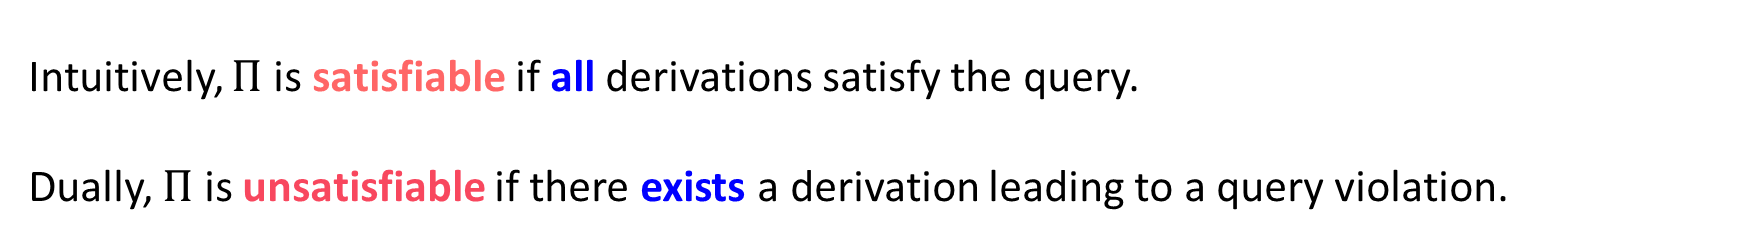 Intuitively, Π is satisfiable if all derivations satisfy the query.
Dually, Π is unsatisfiable if there exists a derivation leading to a query violation.